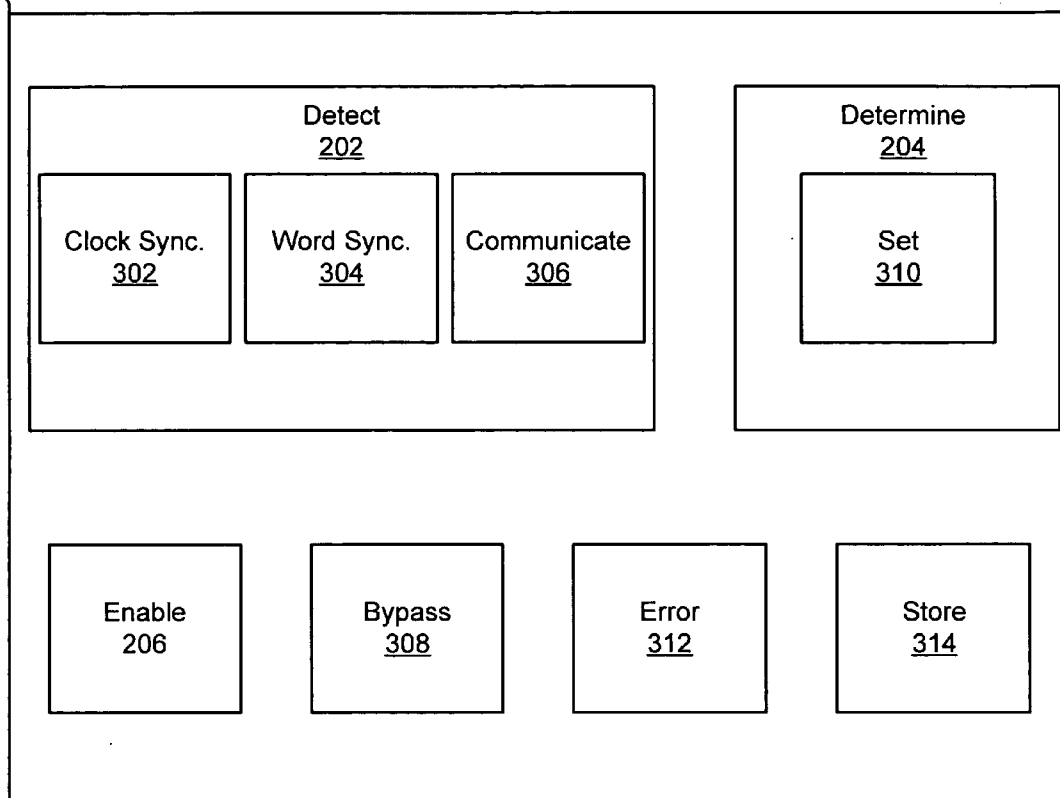 Detect
202
Determine
204
Clock Sync.
302
Word Sync.
304
Communicate
306
Set
310
Enable
206
Bypass
308
Error
312
Store
314